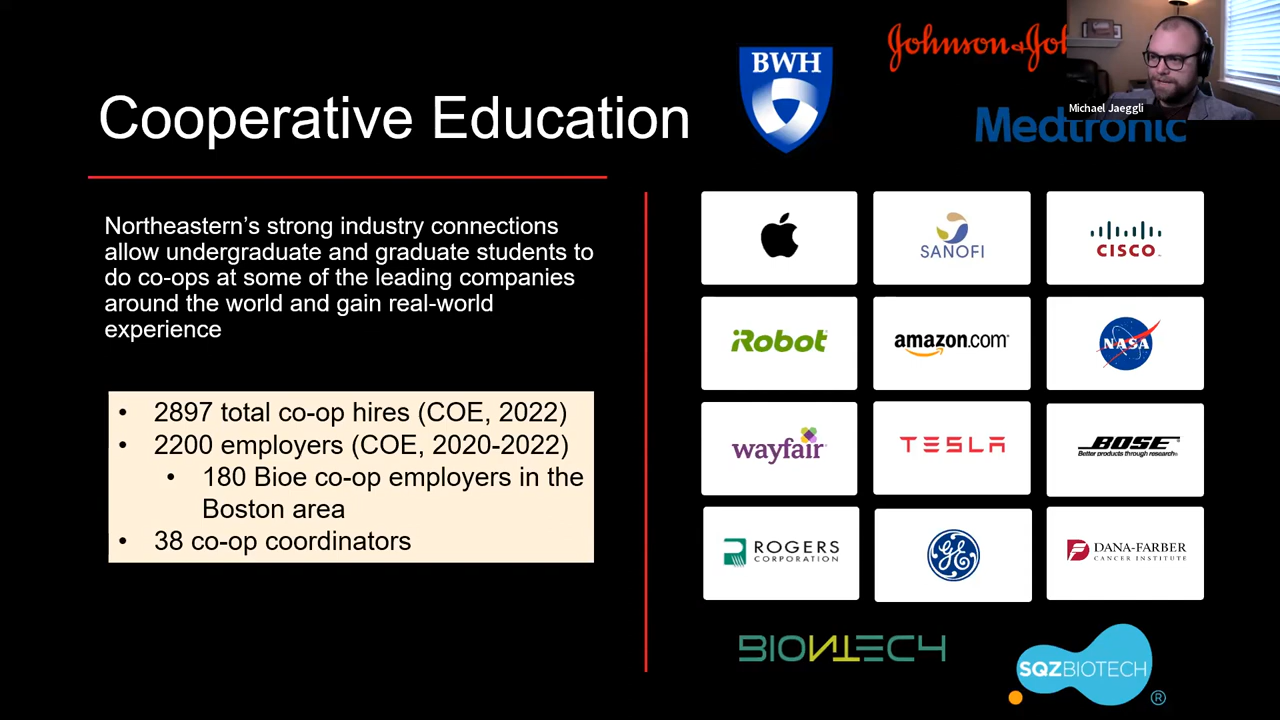 BWH
Johnson & Joh
Michael Jaeggli
Cooperative Education
Medtronic
Northeastern’s strong industry connections
allow undergraduate and graduate students to
do co-ops at some of the leading companies
around the world and gain real-world
experience
• 2897 total co-op hires (COE, 2022)
• 2200 employers (COE, 2020-2022)
• 180 Bioe co-op employers in the
Boston area
• 38 co-op coordinators
SANOFI
CISCO
iRobot®
amazon.com®
NASA
wayfair
TESLA
BOSE®
Better products through research®
ROGERS
CORPORATION
GE
DANA-FARBER
CANCER INSTITUTE
BIONTECH
SQZBIOTECH®